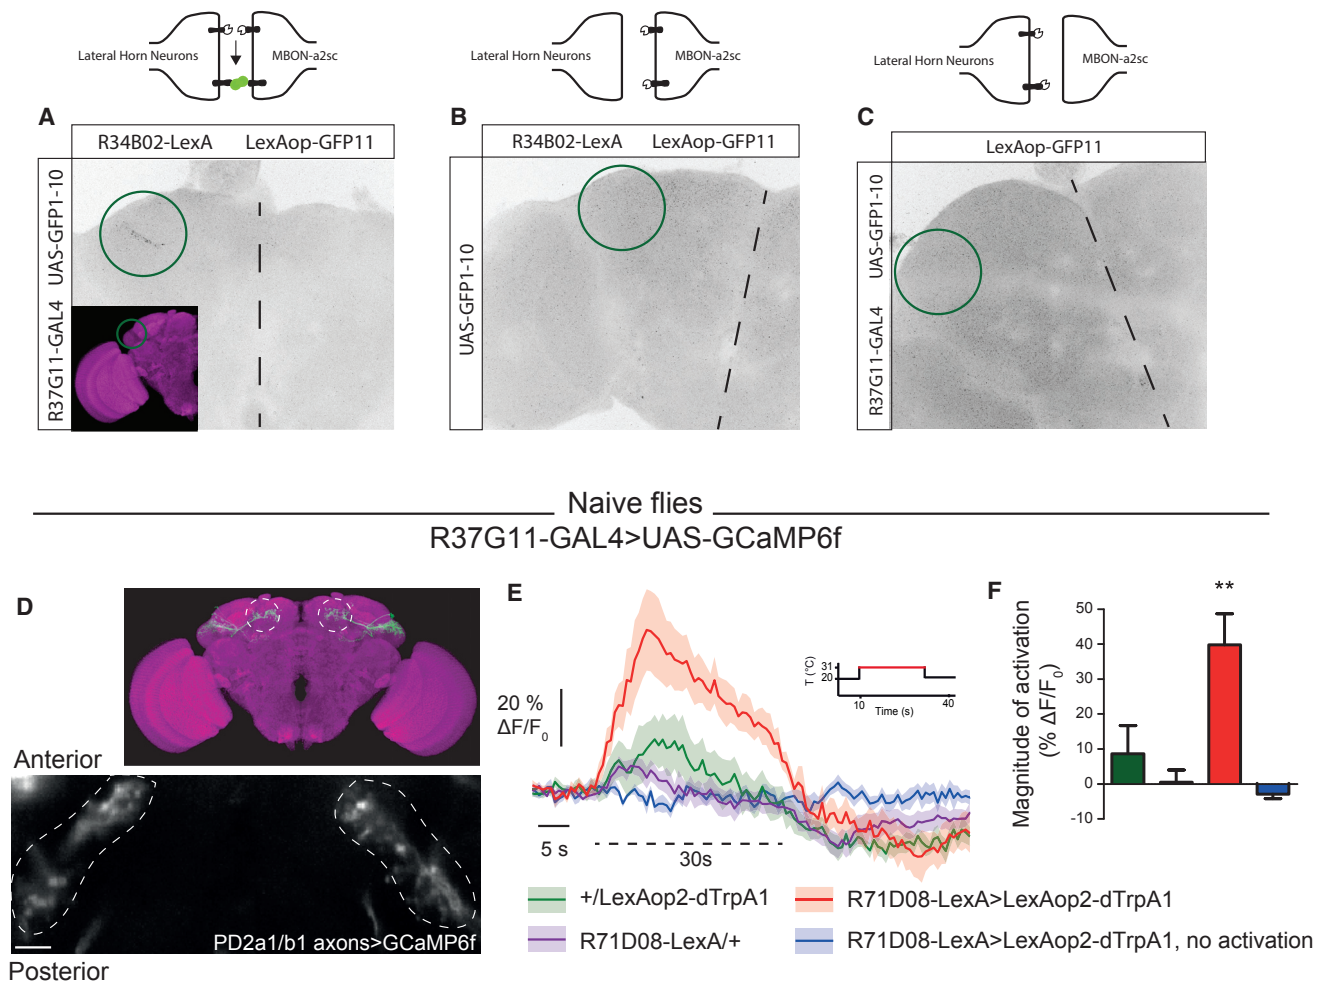 Lateral Horn Neurons
MBON-a2sc
Lateral Horn Neurons
MBON-a2sc
Lateral Horn Neurons
MBON-a2sc
A
R34B02-LexA LexAop-GFP11
R37G11-GAL4 UAS-GFP1-10
B
R34B02-LexA LexAop-GFP11
UAS-GFP1-10
C
LexAop-GFP11
R37G11-GAL4 UAS-GFP1-10
Naive flies
R37G11-GAL4>UAS-GCaMP6f
D
Anterior
PD2a1/b1 axons>GCaMP6f
Posterior
E
20 %
ΔF/F0
5 s
30s
T (°C)
31
20
10
40
Time (s)
+/LexAop2-dTrpA1
R71D08-LexA>LexAop2-dTrpA1
R71D08-LexA/+
R71D08-LexA>LexAop2-dTrpA1, no activation
F
**
Magnitude of activation
(% ΔF/F0)
50
40
30
20
10
0
-10